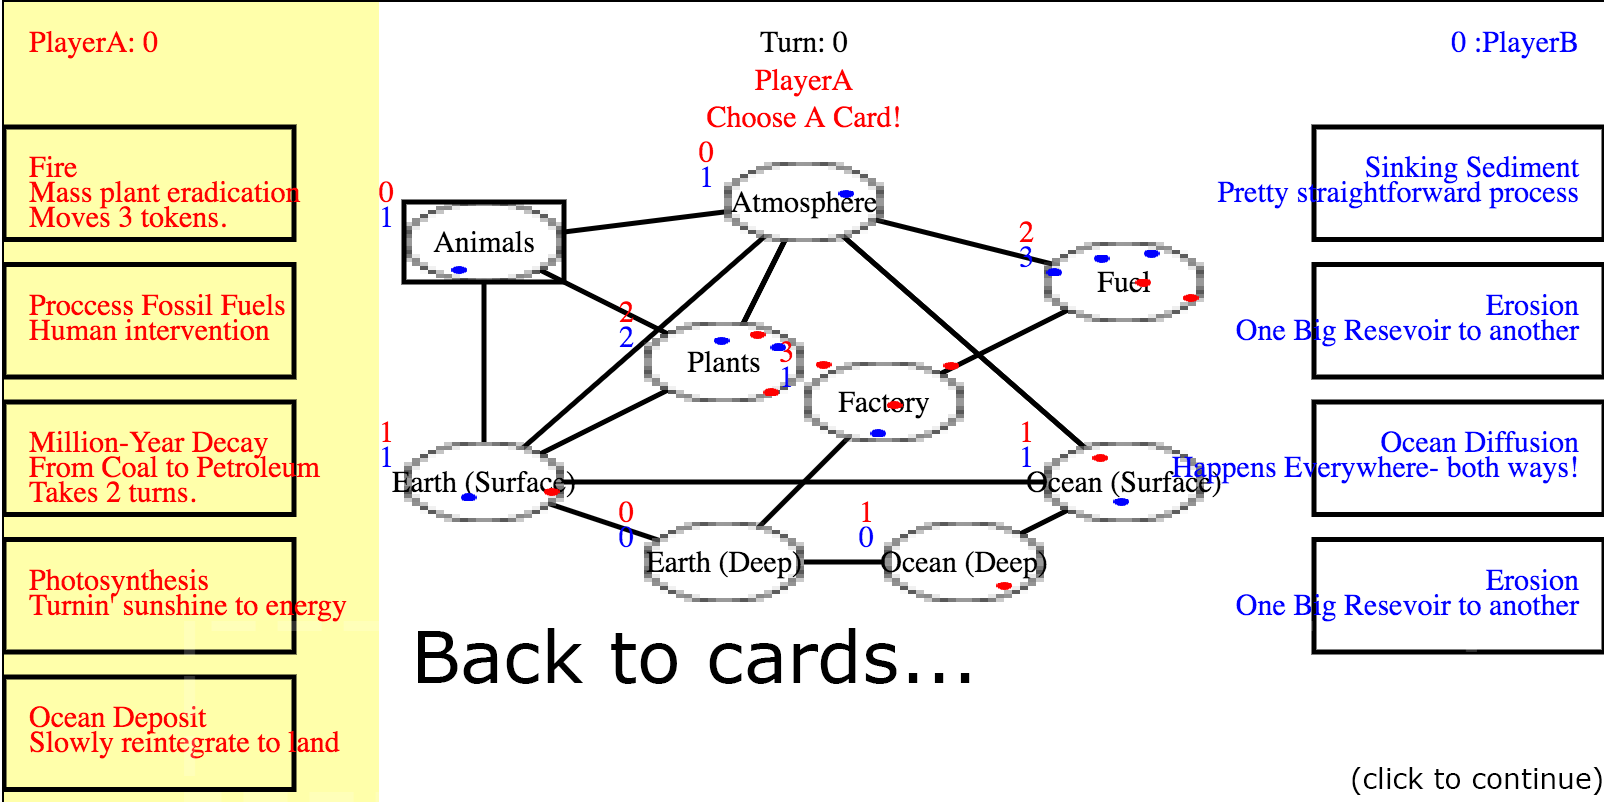 PlayerA: 0
Turn: 0
0 :PlayerB
PlayerA
Choose A Card!
Fire
Mass plant eradication
Moves 3 tokens.
Proccess Fossil Fuels
Human intervention
Million-Year Decay
From Coal to Petroleum
Takes 2 turns.
Photosynthesis
Turnin' sunshine to energy
Ocean Deposit
Slowly reintegrate to land
0
1
Atmosphere
0
1
Animals
2
3
Fuel
2
2
Plants
3
1
Factory
1
1
Earth (Surface)
1
1
Ocean (Surface)
0
0
Earth (Deep)
1
0
Ocean (Deep)
Sinking Sediment
Pretty straightforward process
Erosion
One Big Resevoir to another
Ocean Diffusion
Happens Everywhere- both ways!
Erosion
One Big Resevoir to another
Back to cards...
(click to continue)